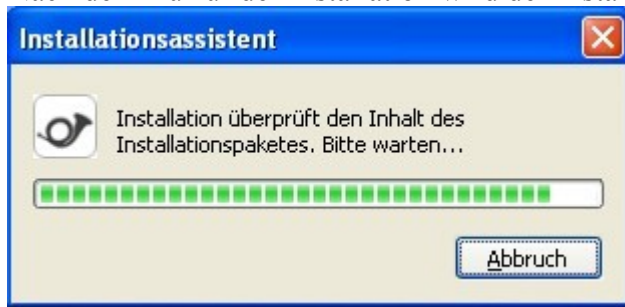 Installationsassistent
Installation überprüft den Inhalt des
Installationspaketes. Bitte warten...
Abbruch